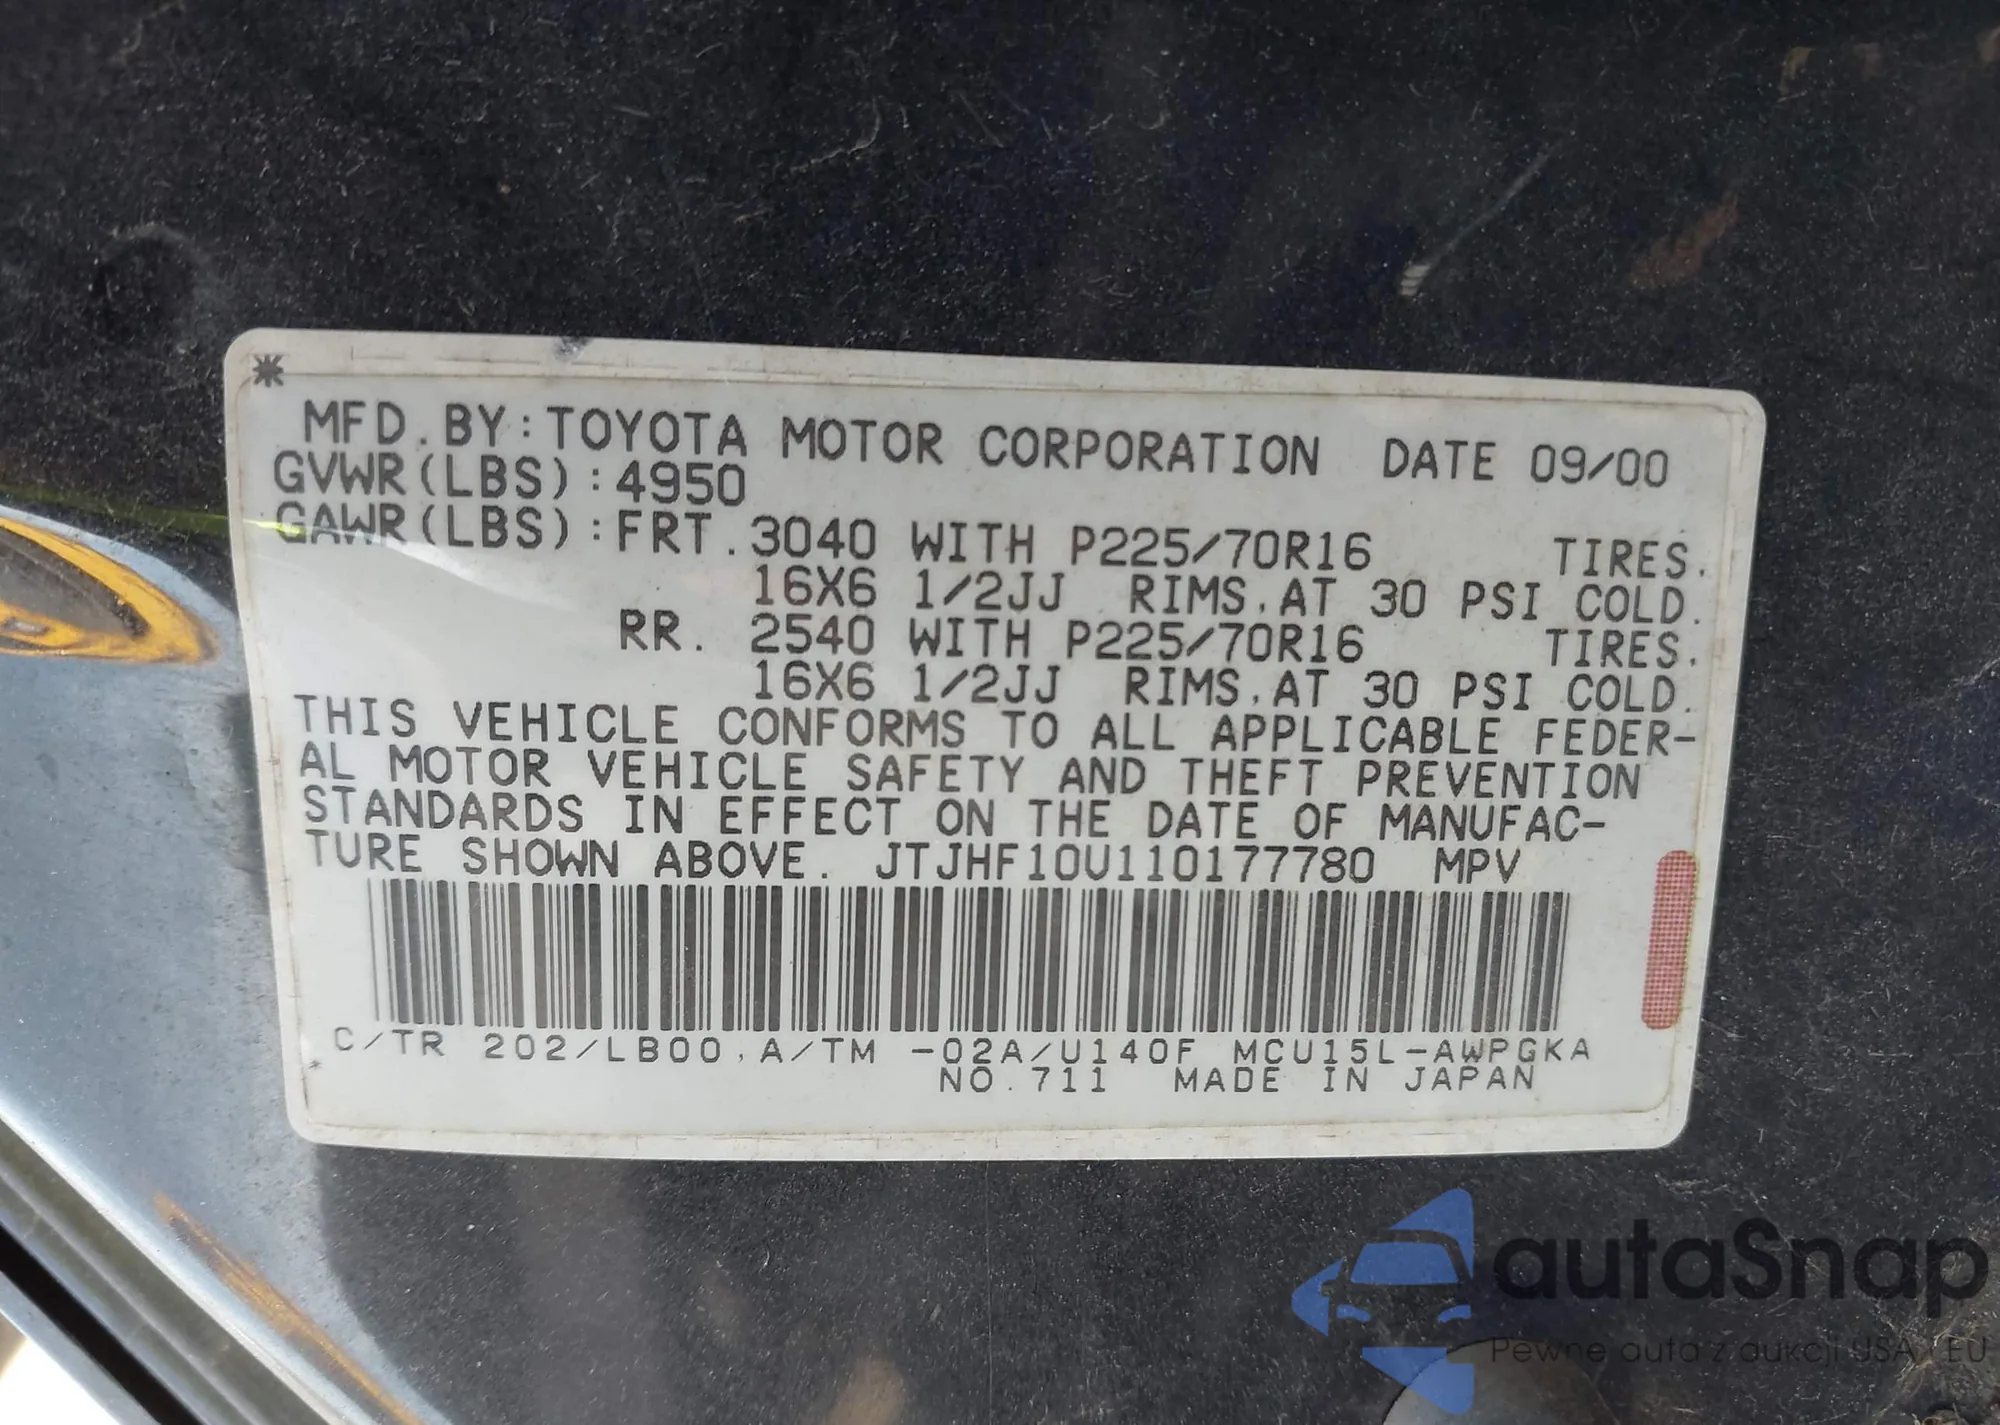 *
MFD.BY:TOYOTA MOTOR CORPORATION DATE 09/00
GVWR(LBS):4950
GAWR(LBS):FRT.3040 WITH P225/70R16 TIRES.
16X6 1/2JJ RIMS.AT 30 PSI COLD.
RR. 2540 WITH P225/70R16 TIRES.
16X6 1/2JJ RIMS.AT 30 PSI COLD.
THIS VEHICLE CONFORMS TO ALL APPLICABLE FEDER-
AL MOTOR VEHICLE SAFETY AND THEFT PREVENTION
STANDARDS IN EFFECT ON THE DATE OF MANUFAC-
TURE SHOWN ABOVE. JTJHF10U110177780 MPV
C/TR 202/LB00,A/TM -02A/U140F MCU15L-AWPGKA
* NO.711 MADE IN JAPAN
autaSnap
Pewne auta z aukcji USA i EU